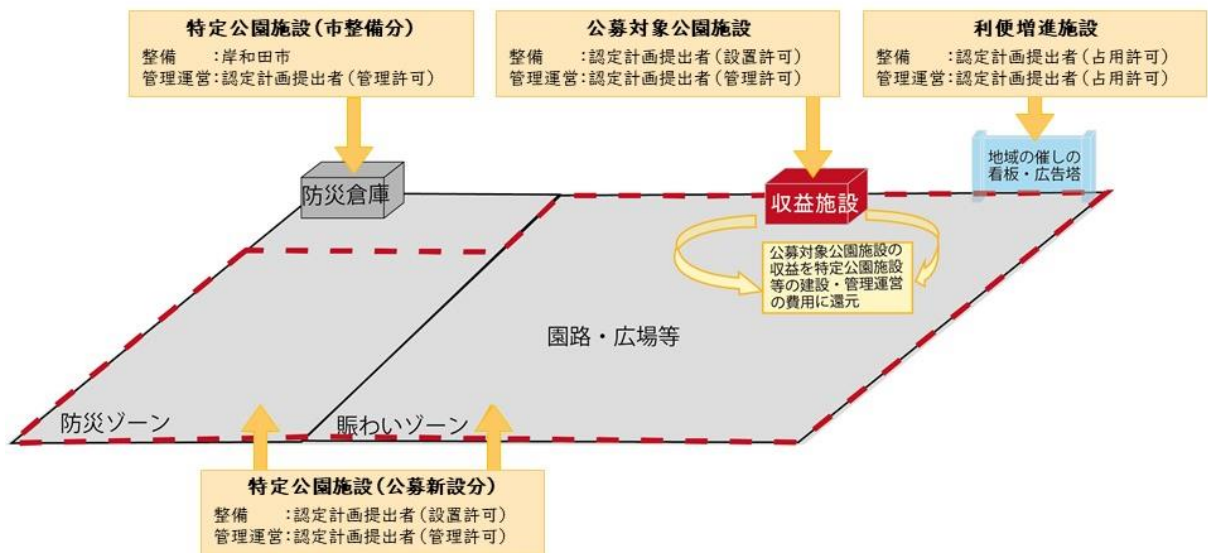 特定公園施設(市整備分)
整備　　:岸和田市
管理運営:認定計画提出者(管理許可)
公募対象公園施設
整備　　:認定計画提出者(設置許可)
管理運営:認定計画提出者(管理許可)
利便増進施設
整備　　:認定計画提出者(占用許可)
管理運営:認定計画提出者(占用許可)
防災倉庫
収益施設
地域の催しの
看板・広告塔
公募対象公園施設の
収益を特定公園施設
等の建設・管理運営
の費用に還元
園路・広場等
防災ゾーン
賑わいゾーン
特定公園施設(公募新設分)
整備　　:認定計画提出者(設置許可)
管理運営:認定計画提出者(管理許可)